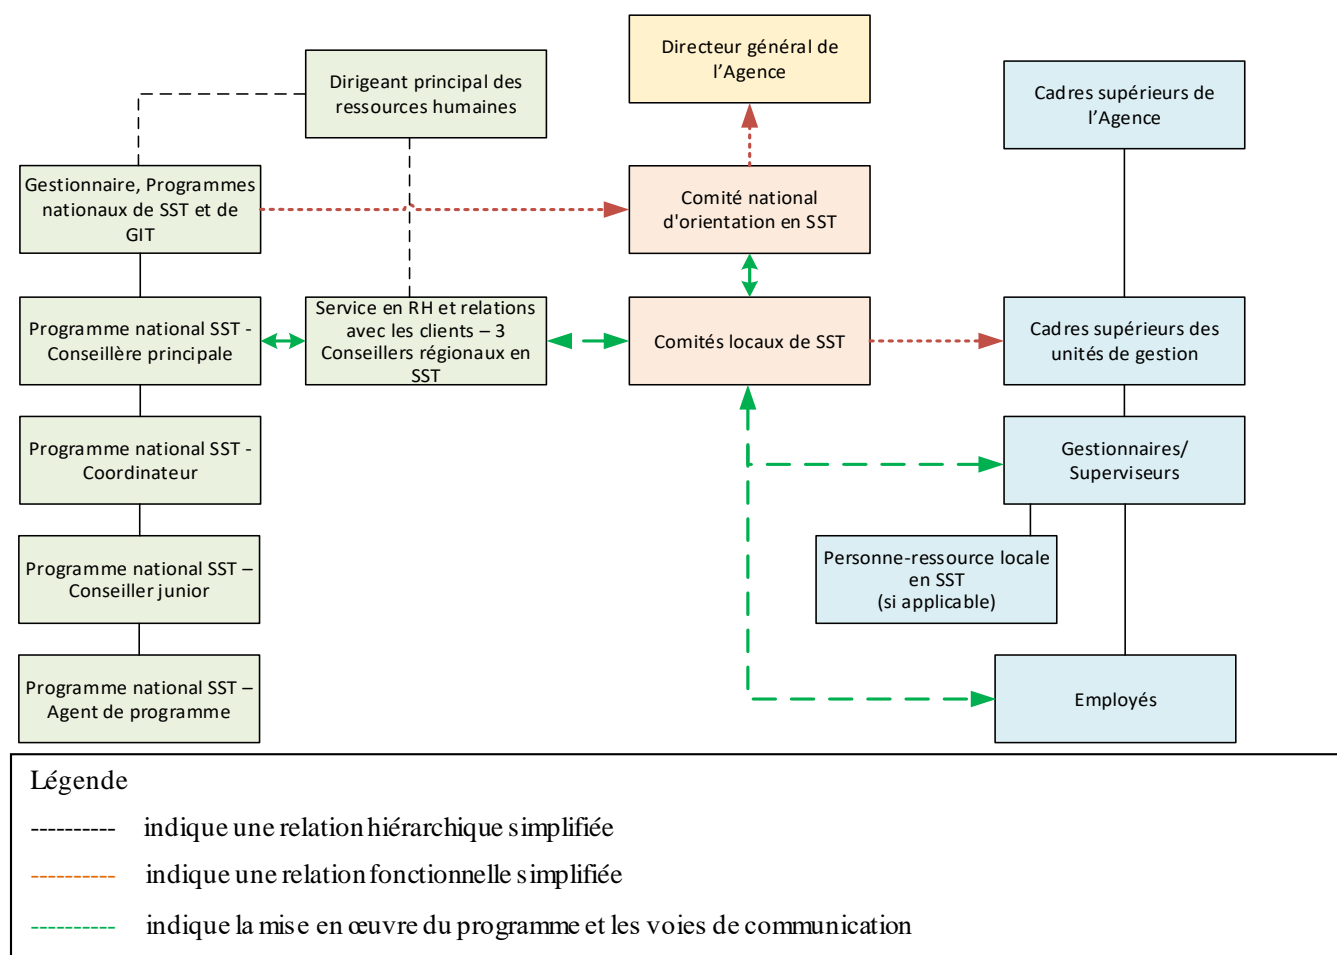 Directeur général de
l’Agence
Dirigeant principal des
ressources humaines
Cadres supérieurs de
l’Agence
Gestionnaire, Programmes
nationaux de SST et de
GIT
Comité national
d'orientation en SST
Programme national SST -
Conseillère principale
Service en RH et relations
avec les clients – 3
Conseillers régionaux en
SST
Comités locaux de SST
Cadres supérieurs des
unités de gestion
Programme national SST -
Coordinateur
Gestionnaires/
Superviseurs
Programme national SST –
Conseiller junior
Personne-ressource locale
en SST
(si applicable)
Programme national SST –
Agent de programme
Employés
Légende
indique une relation hiérarchique simplifiée
indique une relation fonctionnelle simplifiée
indique la mise en œuvre du programme et les voies de communication